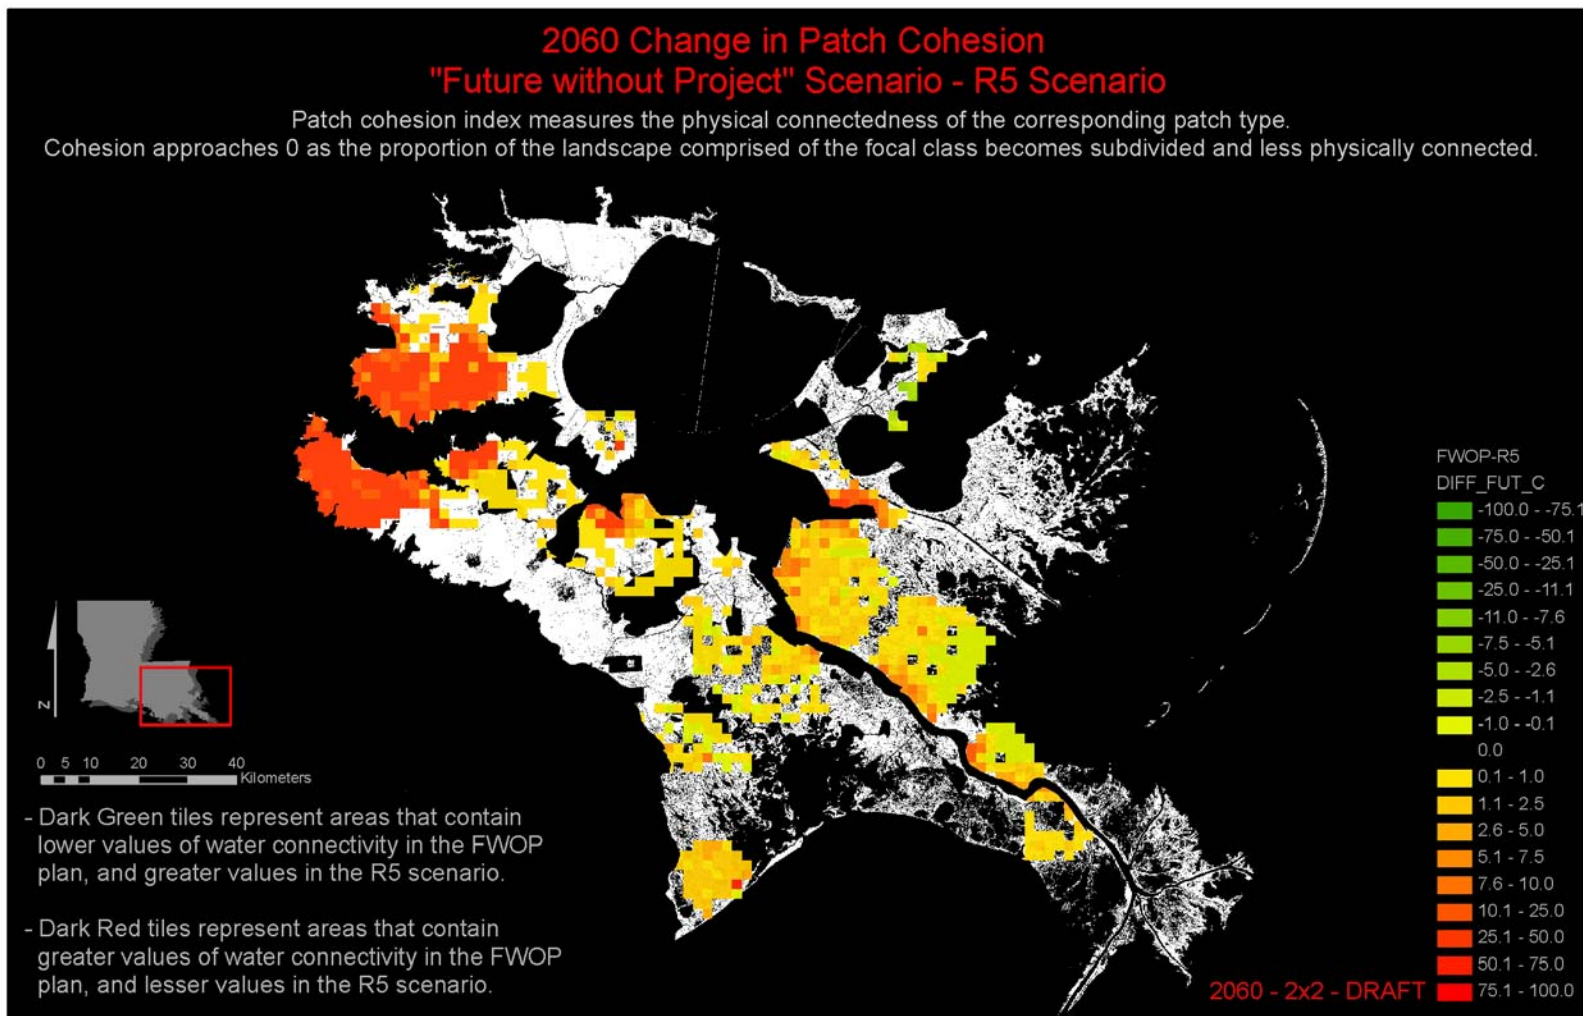 2060 Change in Patch Cohesion
"Future without Project" Scenario - R5 Scenario
Patch cohesion index measures the physical connectedness of the corresponding patch type.
Cohesion approaches 0 as the proportion of the landscape comprised of the focal class becomes subdivided and less physically connected.
FWOP-R5
DIFF_FUT_C
-100.0 - -75.1
-75.0 - -50.1
-50.0 - -25.1
-25.0 - -11.1
-11.0 - -7.6
-7.5 - -5.1
-5.0 - -2.6
-2.5 - -1.1
-1.0 - -0.1
0.0
0.1 - 1.0
1.1 - 2.5
2.6 - 5.0
5.1 - 7.5
7.6 - 10.0
10.1 - 25.0
25.1 - 50.0
50.1 - 75.0
75.1 - 100.0
N
0 5 10 20 30 40
Kilometers
- Dark Green tiles represent areas that contain
lower values of water connectivity in the FWOP
plan, and greater values in the R5 scenario.
- Dark Red tiles represent areas that contain
greater values of water connectivity in the FWOP
plan, and lesser values in the R5 scenario.
2060 - 2x2 - DRAFT